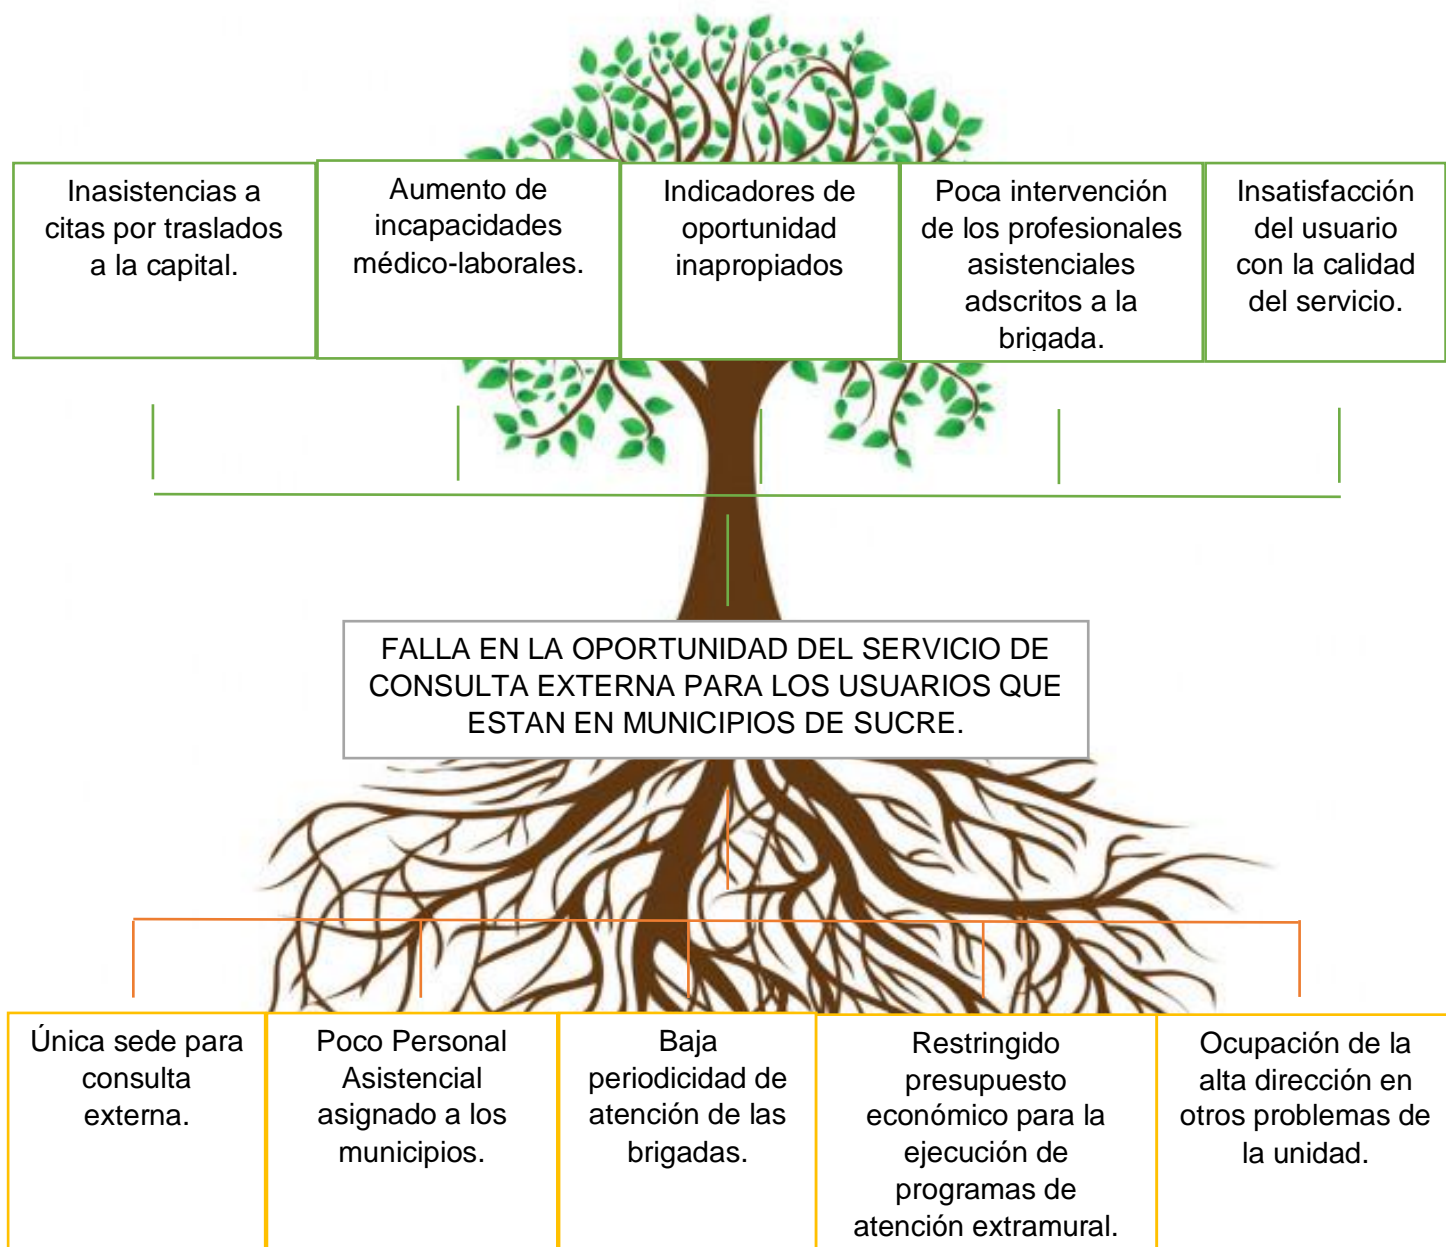 Inasistencias a
citas por traslados
a la capital.
Aumento de
incapacidades
médico-laborales.
Indicadores de
oportunidad
inapropiados
Poca intervención
de los profesionales
asistenciales
adscritos a la
brigada.
Insatisfacción
del usuario
con la calidad
del servicio.
FALLA EN LA OPORTUNIDAD DEL SERVICIO DE
CONSULTA EXTERNA PARA LOS USUARIOS QUE
ESTAN EN MUNICIPIOS DE SUCRE.
Única sede para
consulta
externa.
Poco Personal
Asistencial
asignado a los
municipios.
Baja
periodicidad de
atención de las
brigadas.
Restringido
presupuesto
económico para la
ejecución de
programas de
atención extramural.
Ocupación de la
alta dirección en
otros problemas de
la unidad.